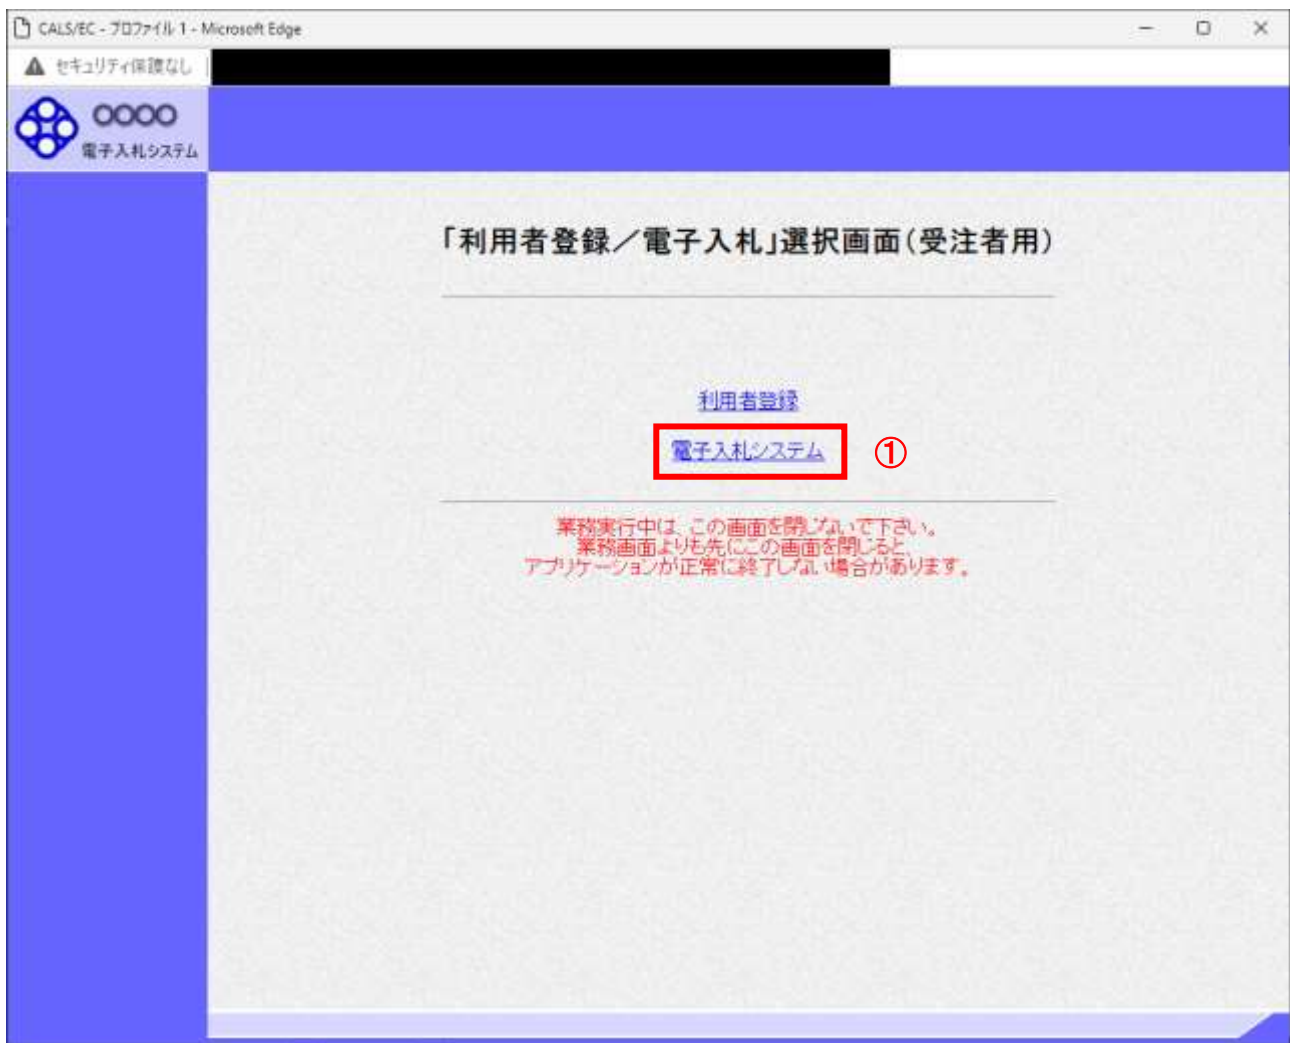 CALS/EC - プロファイル 1 - Microsoft Edge
セキュリティ保護なし
○○○○
電子入札システム
「利用者登録／電子入札」選択画面（受注者用）
利用者登録
電子入札システム ①
業務実行中は、この画面を閉じないで下さい。
業務画面よりも先にこの画面を閉じると、
アプリケーションが正常に終了しない場合があります。